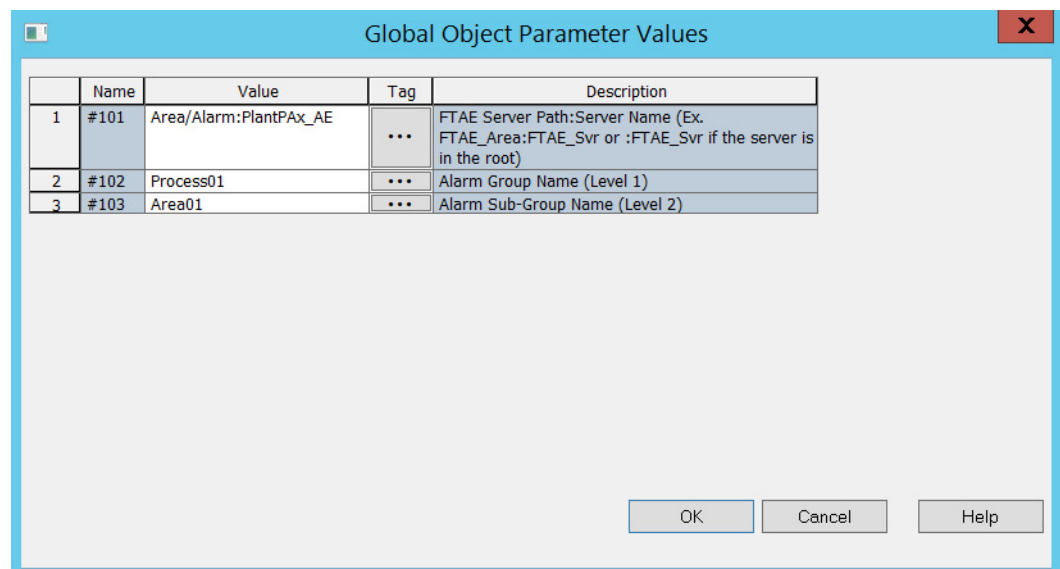 Global Object Parameter Values
X
Name Value Tag Description
1 #101 Area/Alarm:PlantPAx_AE ... FTAE Server Path:Server Name (Ex.
FTAE_Area:FTAE_Svr or :FTAE_Svr if the server is
in the root)
2 #102 Process01 ... Alarm Group Name (Level 1)
3 #103 Area01 ... Alarm Sub-Group Name (Level 2)
OK Cancel Help